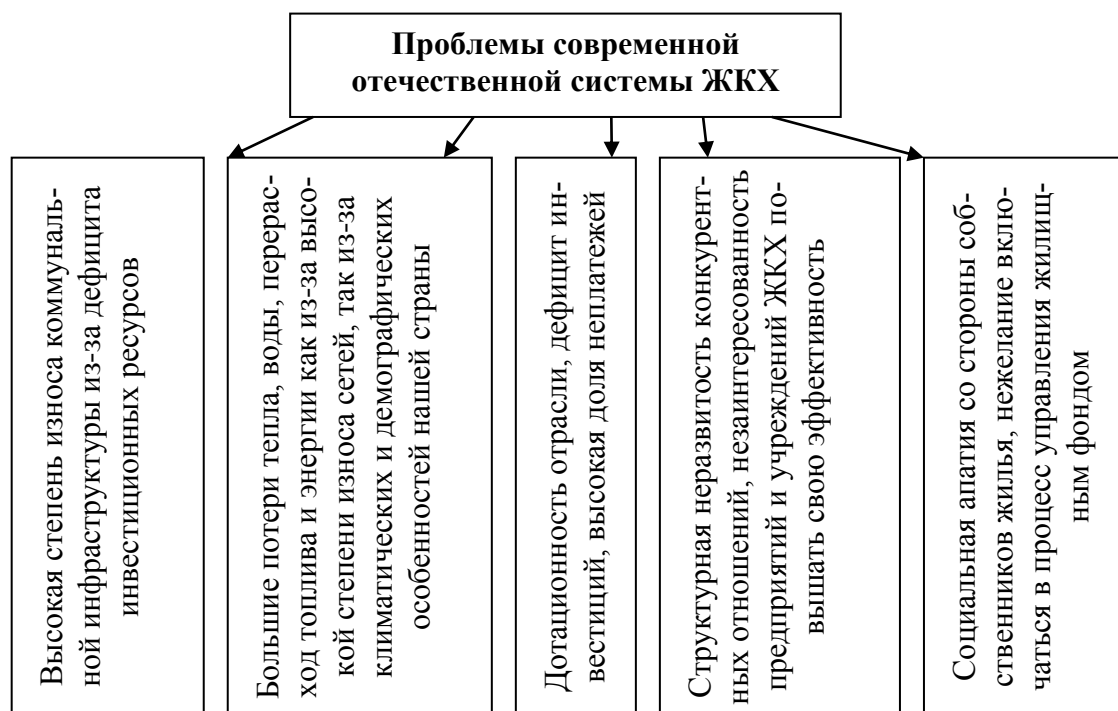 Проблемы современной
отечественной системы ЖКХ
Высокая степень износа коммуналь-
ной инфраструктуры из-за дефицита
инвестиционных ресурсов
Большие потери тепла, воды, перерас-
ход топлива и энергии как из-за высо-
кой степени износа сетей, так из-за
климатических и демографических
особенностей нашей страны
Дотационность отрасли, дефицит ин-
вестиций, высокая доля неплатежей
Структурная неразвитость конкурент-
ных отношений, незаинтересованность
предприятий и учреждений ЖКХ по-
вышать свою эффективность
Социальная апатия со стороны соб-
ственников жилья, нежелание вклю-
чаться в процесс управления жилищ-
ным фондом